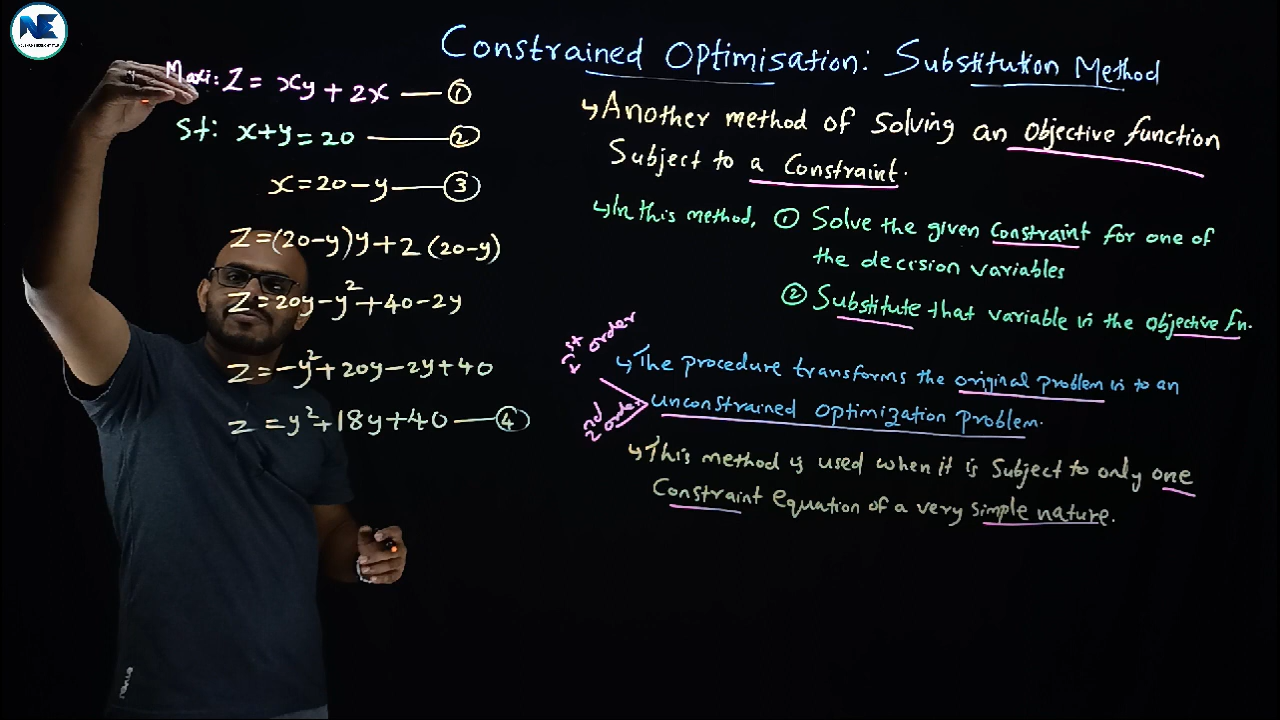 NE
Constrained Optimisation: Substitution Method
Maxi: Z = xy + 2x ①
St: x+y = 20 ②
x = 20 - y ③
Z = (20-y)y + 2 (20-y)
Z = 20y - y² + 40 - 2y
Z = -y² + 20y - 2y + 40
Z = y² + 18y + 40 ④
↳ Another method of solving an objective function
Subject to a Constraint.
↳ In this method, ① Solve the given Constraint for one of
the decision variables
② Substitute that variable in the objective fn.
1st order
2nd order
↳ The procedure transforms the original problem in to an
unconstrained optimization problem.
↳ This method is used when it is Subject to only one
Constraint equation of a very simple nature.